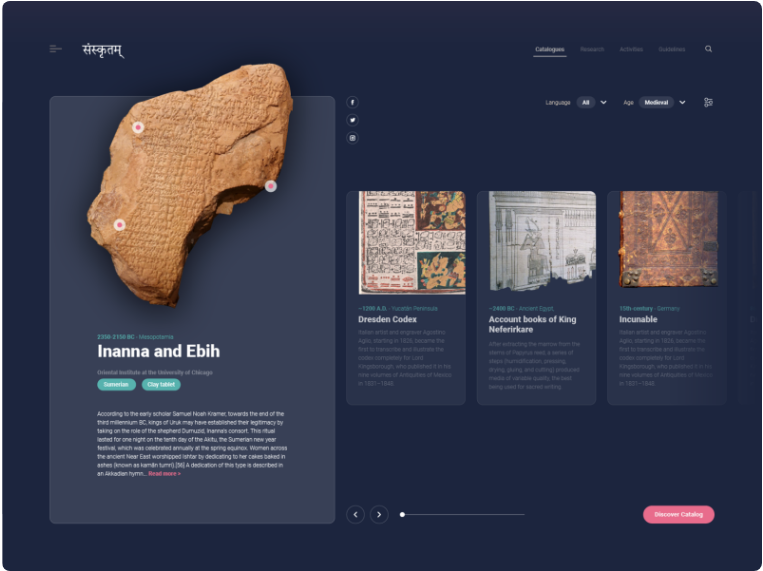 संस्कृतम्
Catalogues
Research
Activities
Guidelines
Language
All
Age
Medieval
Inanna and Ebih
Oriental Institute at the University of Chicago
Sumerian
Clay tablet
According to the early scholar Samuel Noah Kramer, towards the end of the
third millennium BC, kings of Uruk may have established their legitimacy by
taking on the role of the shepherd Dumuzid, Inanna's consort. This ritual
lasted for one night on the tenth day of the Akitu, the Sumerian new year
festival, which was celebrated annually at the spring equinox. Women across
the ancient Near East worshipped Ishtar by dedicating to her cakes baked in
ashes (known as kamān tumri).[56] A dedication of this type is described in
an Akkadian hymn... Read more +
~1200 A.D. - Yucatán Peninsula
Dresden Codex
Italian artist and engraver Agostino
Aglio, starting in 1826, became the
first to transcribe and illustrate the
codex completely for Lord
Kingsborough, who published it in his
nine volumes of Antiquities of Mexico
in 1831–1848.
~2400 BC - Ancient Egypt
Account books of King
Neferirkare
After extracting the marrow from the
stems of Papyrus reed, a series of
steps (humidification, pressing,
drying, gluing, and cutting) produced
media of variable quality, the best
being used for sacred writing.
15th century - Germany
Incunable
Italian artist and engraver Agostino
Aglio, starting in 1826, became the
first to transcribe and illustrate the
codex completely for Lord
Kingsborough, who published it in his
nine volumes of Antiquities of Mexico
in 1831–1848.
Discover Catalog